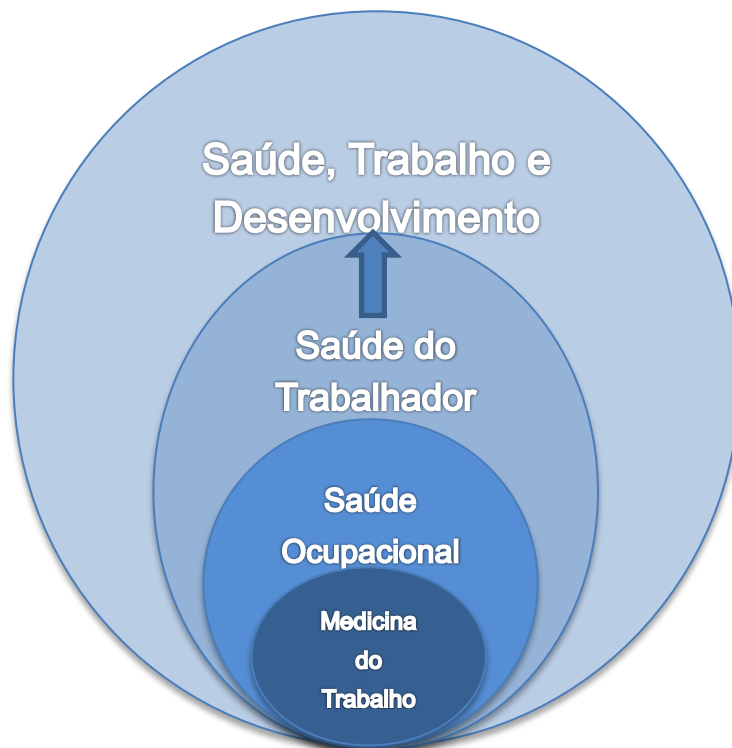 Saúde, Trabalho e
Desenvolvimento
Saúde do
Trabalhador
Saúde
Ocupacional
Medicina
do
Trabalho